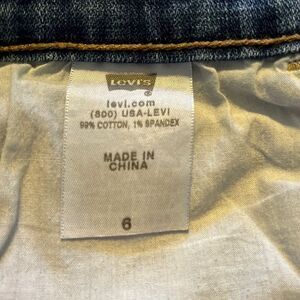 Levi's
levi.com
(800) USA-LEVI
99% COTTON, 1% SPANDEX
MADE IN
CHINA
6